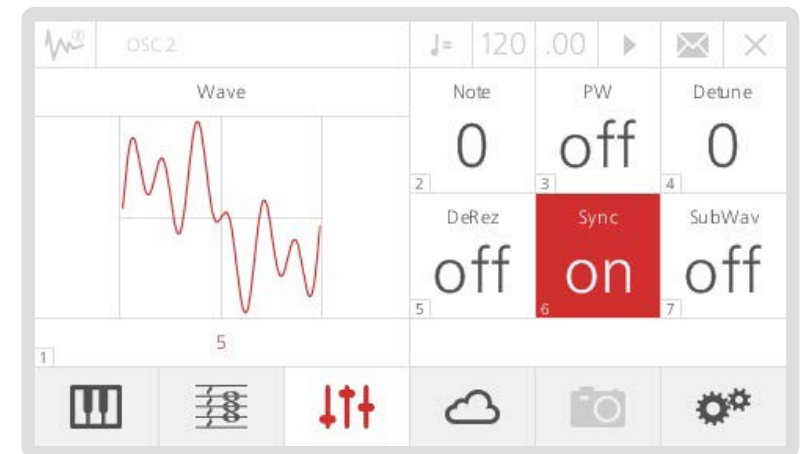 OSC 2
♩= 120 .00
Wave
Note PW Detune
0 off 0
2 3 4
DeRez Sync SubWav
off on off
5 6 7
5
1